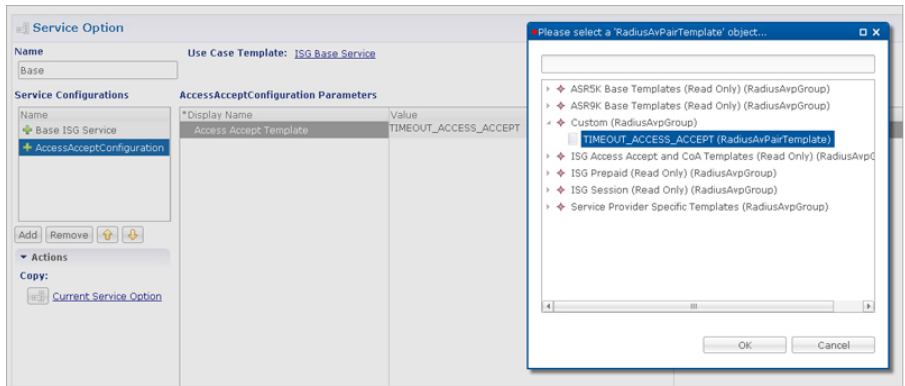 Service Option
Name
Use Case Template: ISG Base Service
Base
Service Configurations
AccessAcceptConfiguration Parameters
Name
*Display Name
Value
Base ISG Service
Access Accept Template
TIMEOUT_ACCESS_ACCEPT
AccessAcceptConfiguration
Add
Remove
Actions
Copy:
Current Service Option
Please select a 'RadiusAvPairTemplate' object...
ASR5K Base Templates (Read Only) (RadiusAvpGroup)
ASR9K Base Templates (Read Only) (RadiusAvpGroup)
Custom (RadiusAvpGroup)
TIMEOUT_ACCESS_ACCEPT (RadiusAvPairTemplate)
ISG Access Accept and CoA Templates (Read Only) (RadiusAvpG
ISG Prepaid (Read Only) (RadiusAvpGroup)
ISG Session (Read Only) (RadiusAvpGroup)
Service Provider Specific Templates (RadiusAvpGroup)
OK
Cancel